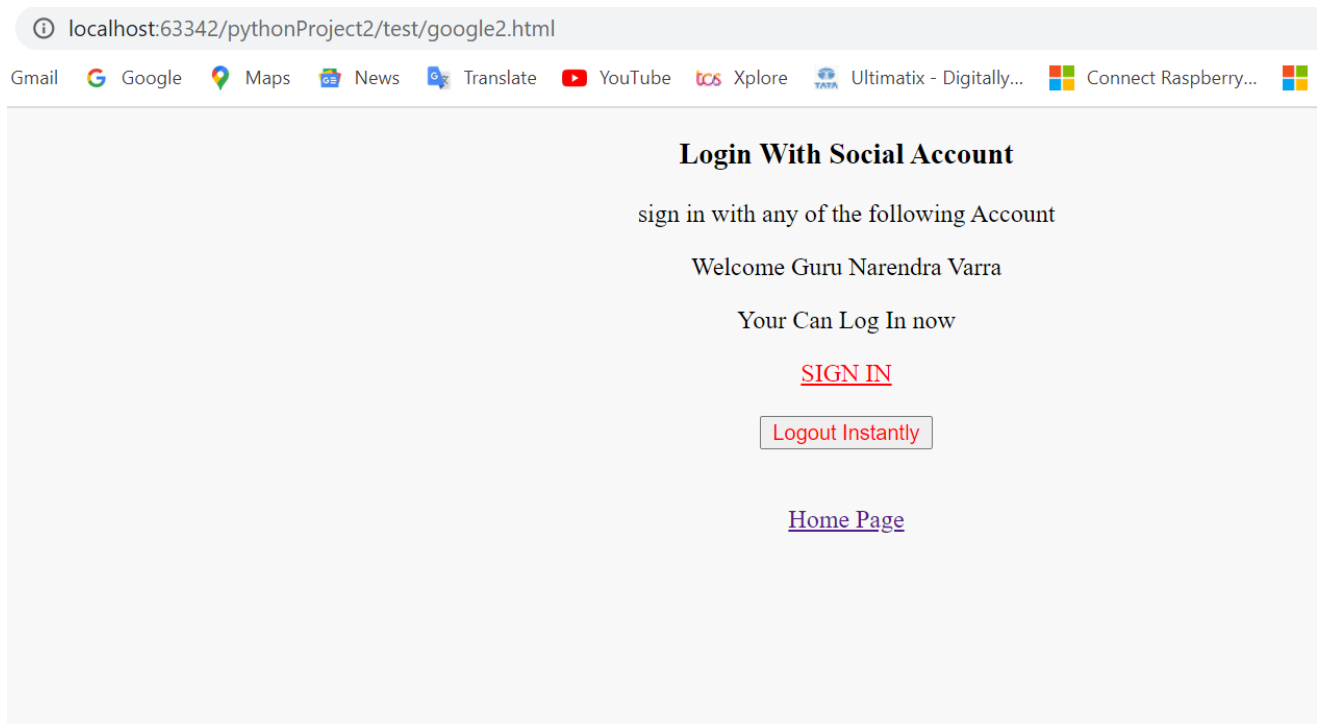 localhost:63342/pythonProject2/test/google2.html
Gmail Google Maps News Translate YouTube tcs Xplore TATA Ultimatix - Digitally... Connect Raspberry...
Login With Social Account
sign in with any of the following Account
Welcome Guru Narendra Varra
Your Can Log In now
SIGN IN
Logout Instantly
Home Page